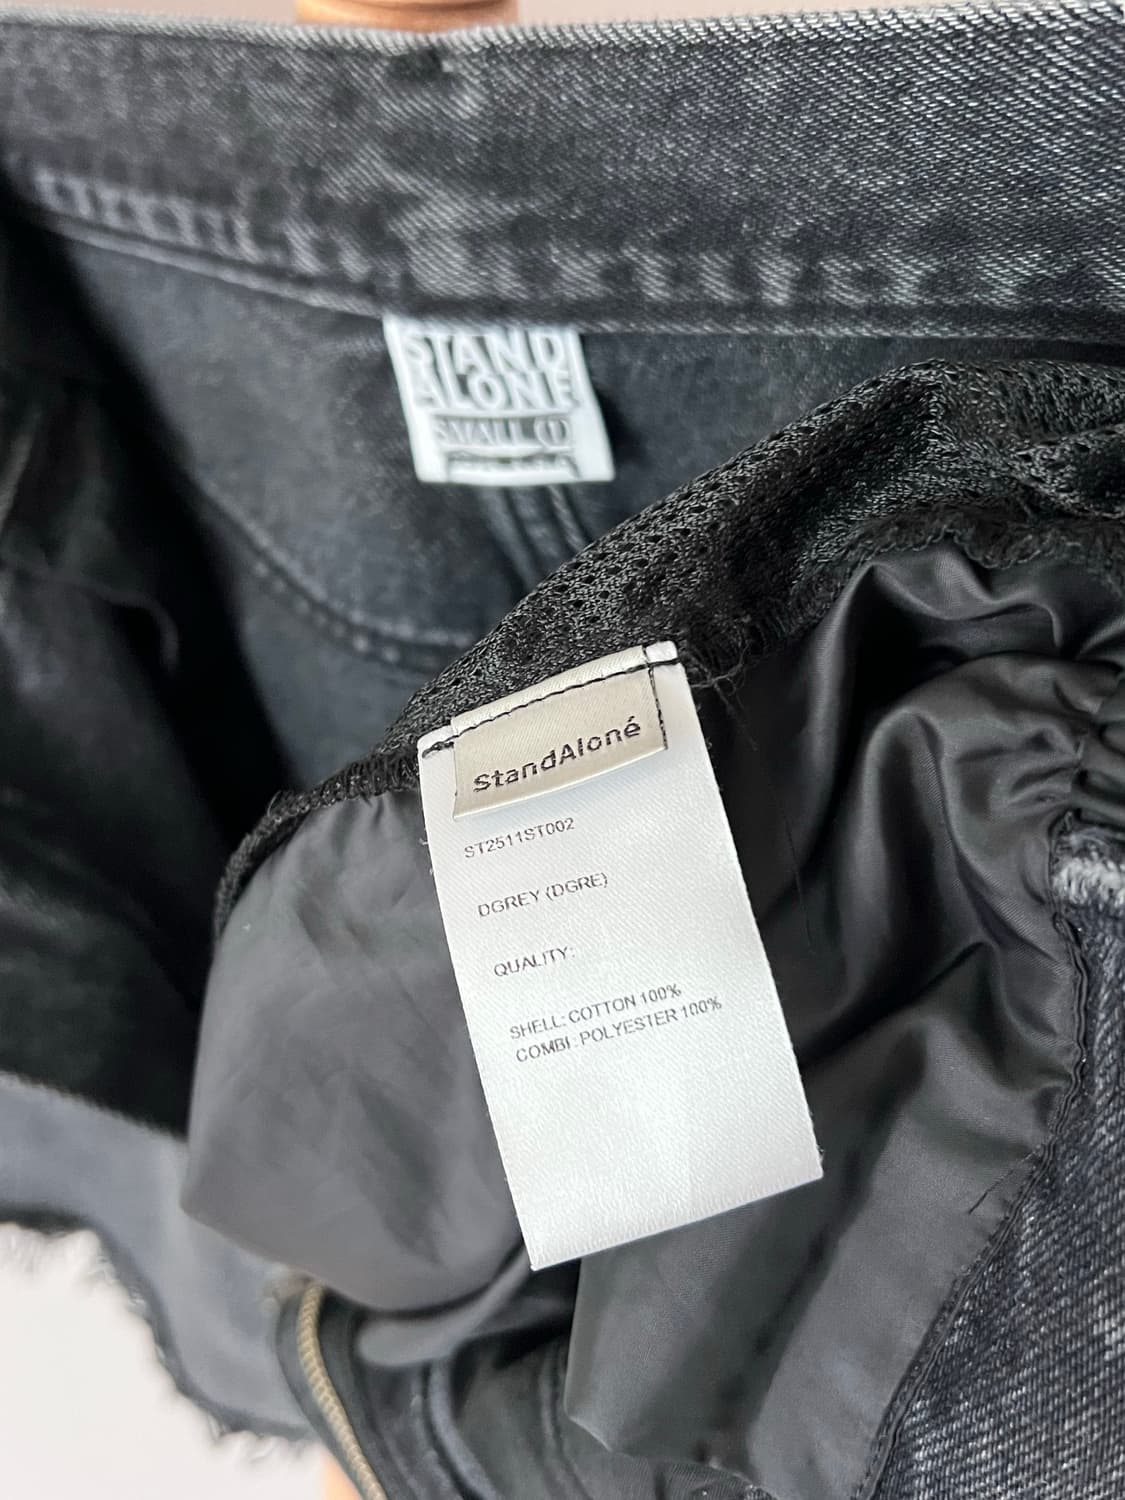 STAND
ALONE
SMALL (1)
StandAloné
ST2511ST002
DGREY (DGRE)
QUALITY:
SHELL: COTTON 100%
COMBI : POLYESTER 100%